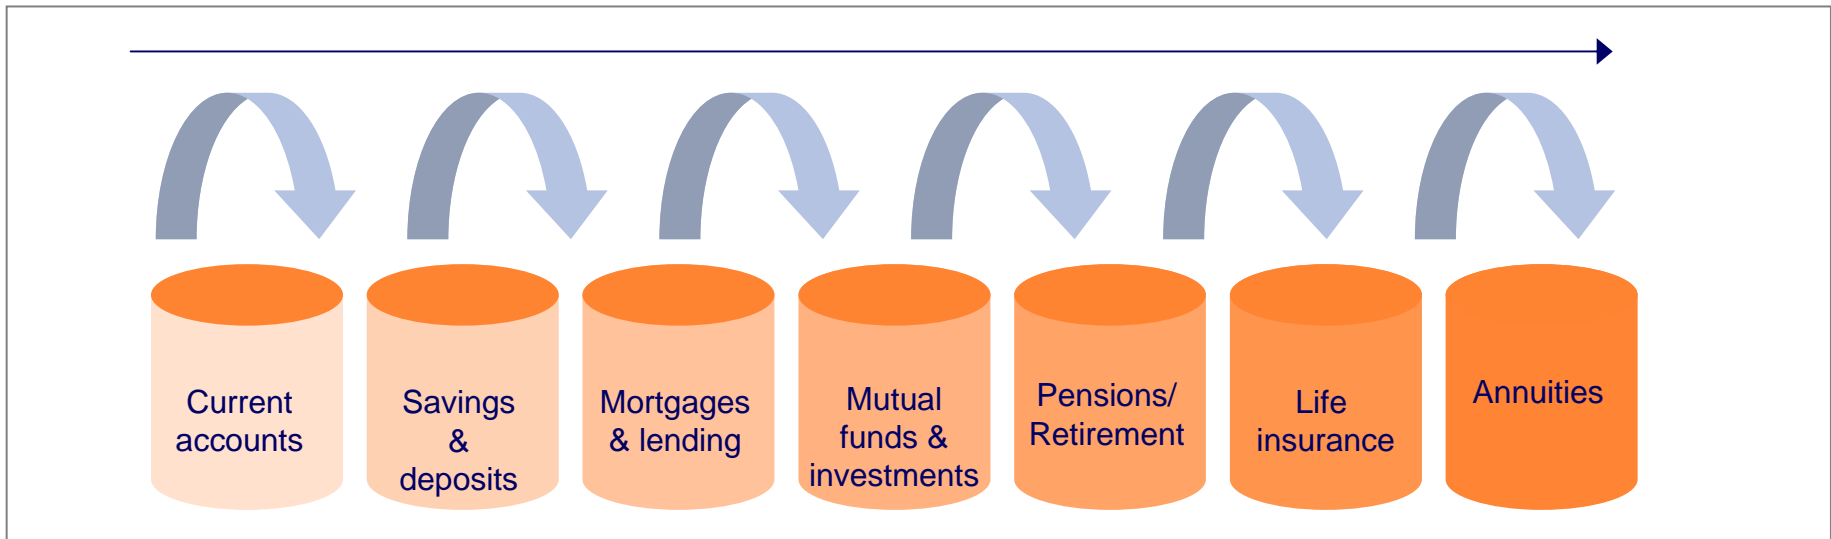 Current
accounts
Savings
&
deposits
Mortgages
& lending
Mutual
funds &
investments
Pensions/
Retirement
Life
insurance
Annuities